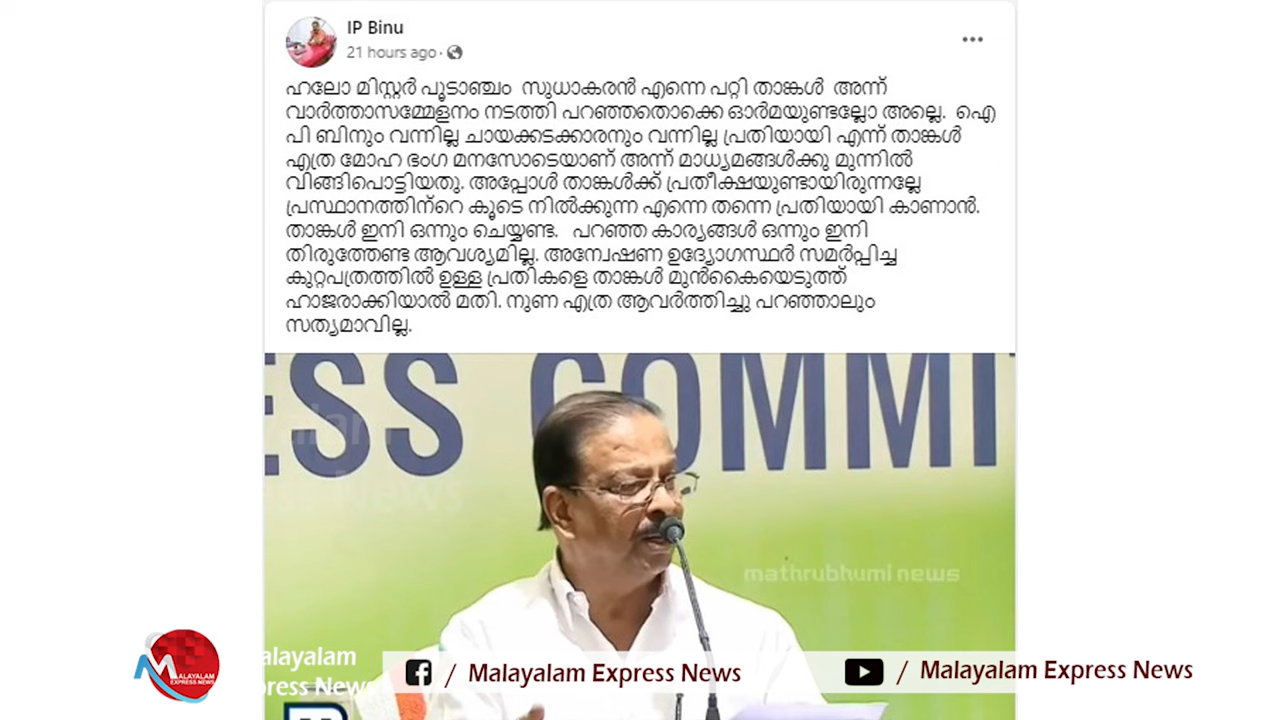 IP Binu
21 hours ago
ഹലോ മിസ്റ്റർ പൂടാഞ്ചം സുധാകരൻ എന്നെ പറ്റി താങ്കൾ അന്ന്
വാർത്താസമ്മേളനം നടത്തി പറഞ്ഞതൊക്കെ ഓർമയുണ്ടല്ലോ അല്ലെ. ഐ
പി ബിനും വന്നില്ല ചായക്കടക്കാരനും വന്നില്ല പ്രതിയായി എന്ന് താങ്കൾ
എത്ര മോഹ ഭംഗ മനസോടെയാണ് അന്ന് മാധ്യമങ്ങൾക്കു മുന്നിൽ
വിങ്ങിപൊട്ടിയതു. അപ്പോൾ താങ്കൾക്ക് പ്രതീക്ഷയുണ്ടായിരുന്നല്ലേ
പ്രസ്ഥാനത്തിന്റെ കൂടെ നിൽക്കുന്ന എന്നെ തന്നെ പ്രതിയായി കാണാൻ.
താങ്കൾ ഇനി ഒന്നും ചെയ്യണ്ട. പറഞ്ഞ കാര്യങ്ങൾ ഒന്നും ഇനി
തിരുത്തേണ്ട ആവശ്യമില്ല. അന്വേഷണ ഉദ്യോഗസ്ഥർ സമർപ്പിച്ച
കുറ്റപത്രത്തിൽ ഉള്ള പ്രതികളെ താങ്കൾ മുൻകൈയെടുത്ത്
ഹാജരാക്കിയാൽ മതി. നുണ എത്ര ആവർത്തിച്ചു പറഞ്ഞാലും
സത്യമാവില്ല.
ESS COMMI
mathrubhumi news
MALAYALAM
EXPRESS NEWS
alayalam
press News
/ Malayalam Express News
/ Malayalam Express News